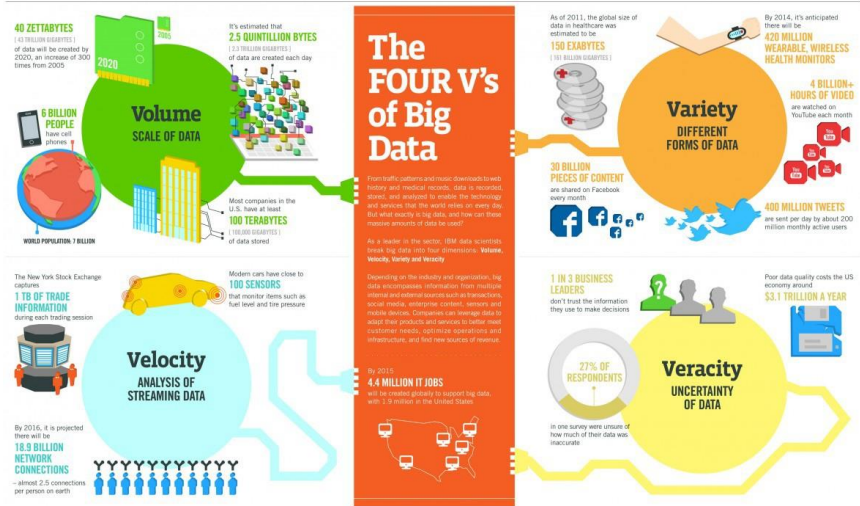 40 ZETTABYTES
[ 43 TRILLION GIGABYTES ]
of data will be created by
2020, an increase of 300
times from 2005
2020
2005
It's estimated that
2.5 QUINTILLION BYTES
[ 2.3 TRILLION GIGABYTES ]
of data are created each day
6 BILLION
PEOPLE
have cell
phones
WORLD POPULATION: 7 BILLION
Volume
SCALE OF DATA
Most companies in the
U.S. have at least
100 TERABYTES
[ 100,000 GIGABYTES ]
of data stored
The New York Stock Exchange
captures
1 TB OF TRADE
INFORMATION
during each trading session
Modern cars have close to
100 SENSORS
that monitor items such as
fuel level and tire pressure
Velocity
ANALYSIS OF
STREAMING DATA
By 2016, it is projected
there will be
18.9 BILLION
NETWORK
CONNECTIONS
– almost 2.5 connections
per person on earth
The
FOUR V'S
of Big
Data
From traffic patterns and music downloads to web
history and medical records, data is recorded,
stored, and analyzed to enable the technology
and services that the world relies on every day.
But what exactly is big data, and how can these
massive amounts of data be used?
As a leader in the sector, IBM data scientists
break big data into four dimensions: Volume,
Velocity, Variety and Veracity
Depending on the industry and organization, big
data encompasses information from multiple
internal and external sources such as transactions,
social media, enterprise content, sensors and
mobile devices. Companies can leverage data to
adapt their products and services to better meet
customer needs, optimize operations and
infrastructure, and find new sources of revenue.
By 2015
4.4 MILLION IT JOBS
will be created globally to support big data,
with 1.9 million in the United States
As of 2011, the global size of
data in healthcare was
estimated to be
150 EXABYTES
[ 161 BILLION GIGABYTES ]
By 2014, it's anticipated
there will be
420 MILLION
WEARABLE, WIRELESS
HEALTH MONITORS
4 BILLION+
HOURS OF VIDEO
are watched on
YouTube each month
You
Tube
You
Tube
You
Tube
You
Tube
Variety
DIFFERENT
FORMS OF DATA
30 BILLION
PIECES OF CONTENT
are shared on Facebook
every month
400 MILLION TWEETS
are sent per day by about 200
million monthly active users
1 IN 3 BUSINESS
LEADERS
don't trust the information
they use to make decisions
?
Poor data quality costs the US
economy around
$3.1 TRILLION A YEAR
27% OF
RESPONDENTS
in one survey were unsure of
how much of their data was
inaccurate
Veracity
UNCERTAINTY
OF DATA